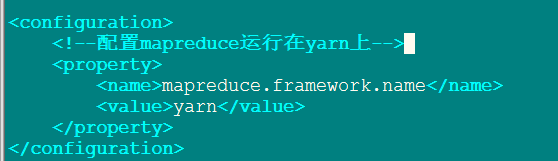 <configuration>
<!--配置mapreduce运行在yarn上-->
<property>
<name>mapreduce.framework.name</name>
<value>yarn</value>
</property>
</configuration>